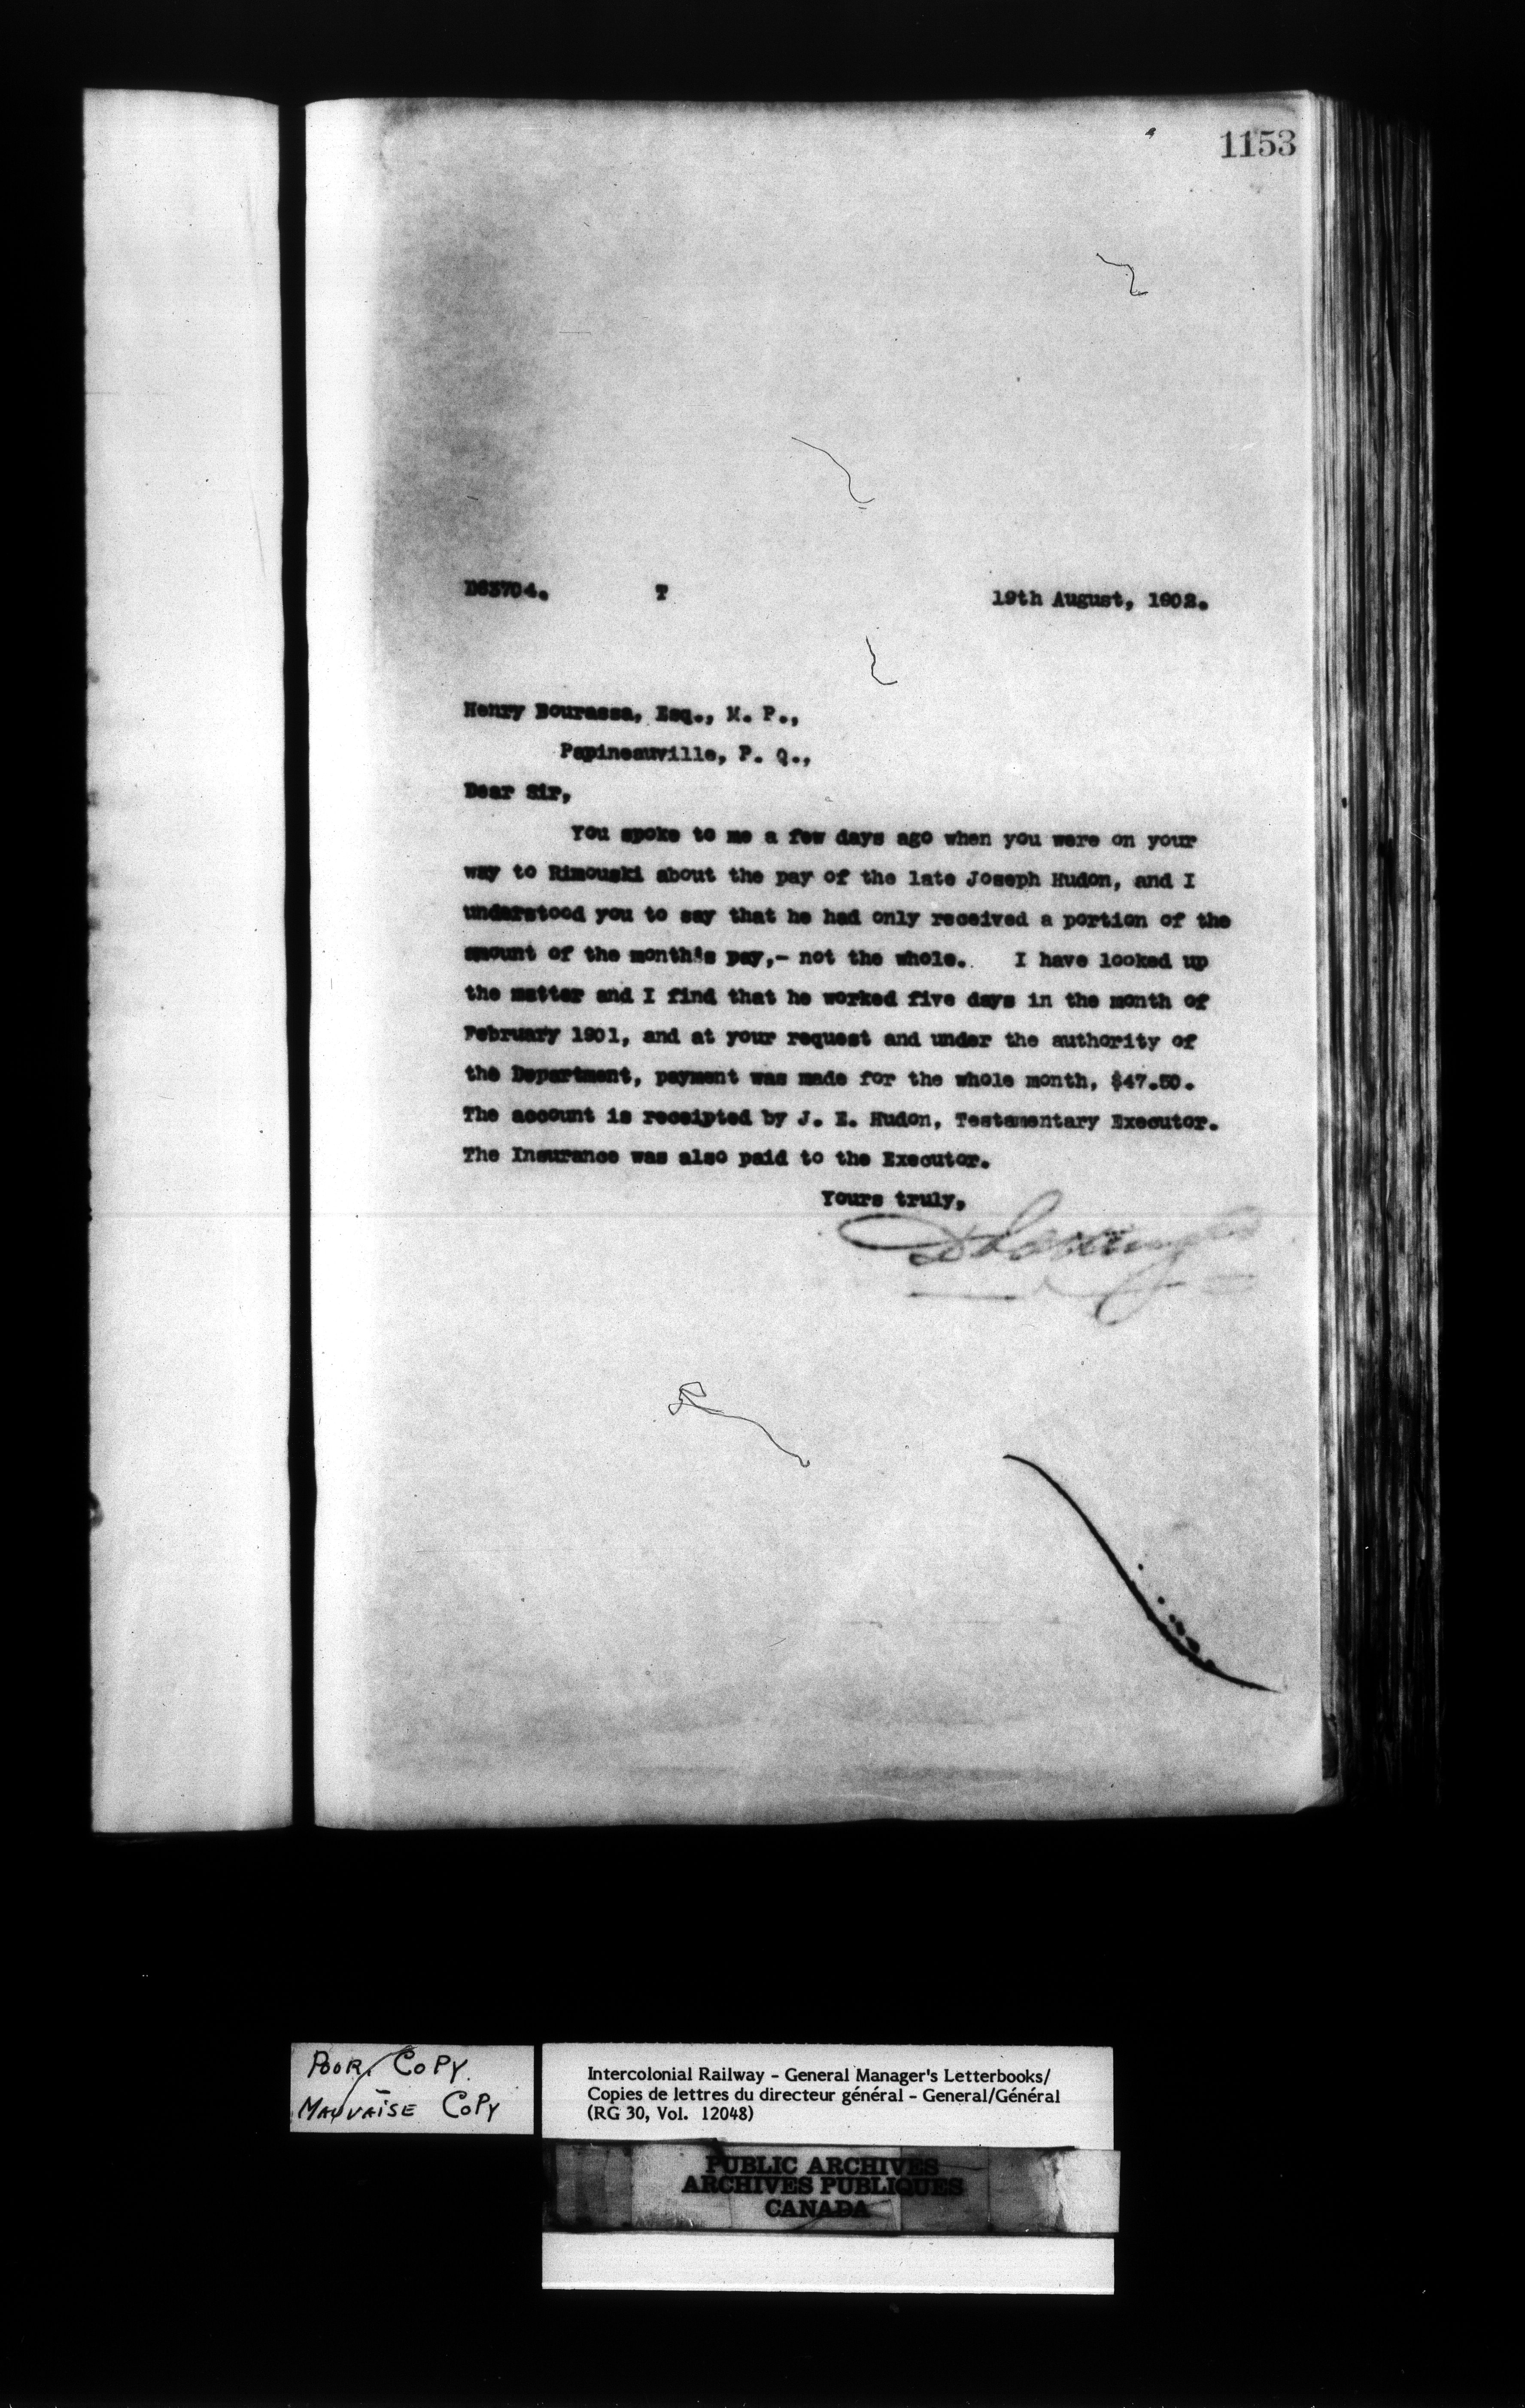 1153
D63704. T 19th August, 1902.
Henry Bourassa, Esq., M. P.,
Papineauville, P. Q.,
Dear Sir,
You spoke to me a few days ago when you were on your
way to Rimouski about the pay of the late Joseph Hudon, and I
understood you to say that he had only received a portion of the
amount of the month's pay,- not the whole. I have looked up
the matter and I find that he worked five days in the month of
February 1901, and at your request and under the authority of
the Department, payment was made for the whole month, $47.50.
The account is receipted by J. E. Hudon, Testamentary Executor.
The Insurance was also paid to the Executor.
Yours truly,
POOR COPY.
MAUVAISE COPY
Intercolonial Railway - General Manager's Letterbooks/
Copies de lettres du directeur général - General/Général
(RG 30, Vol. 12048)
PUBLIC ARCHIVES
ARCHIVES PUBLIQUES
CANADA